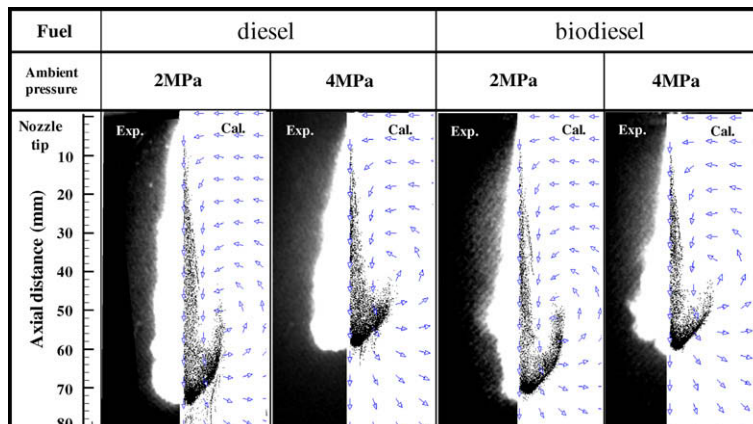 Fuel diesel biodiesel
Ambient
pressure
2MPa 4MPa 2MPa 4MPa
Nozzle
tip
Exp. Cal. Exp. Cal. Exp. Cal. Exp. Cal.
10
20
30
40
50
60
70
80
Axial distance (mm)